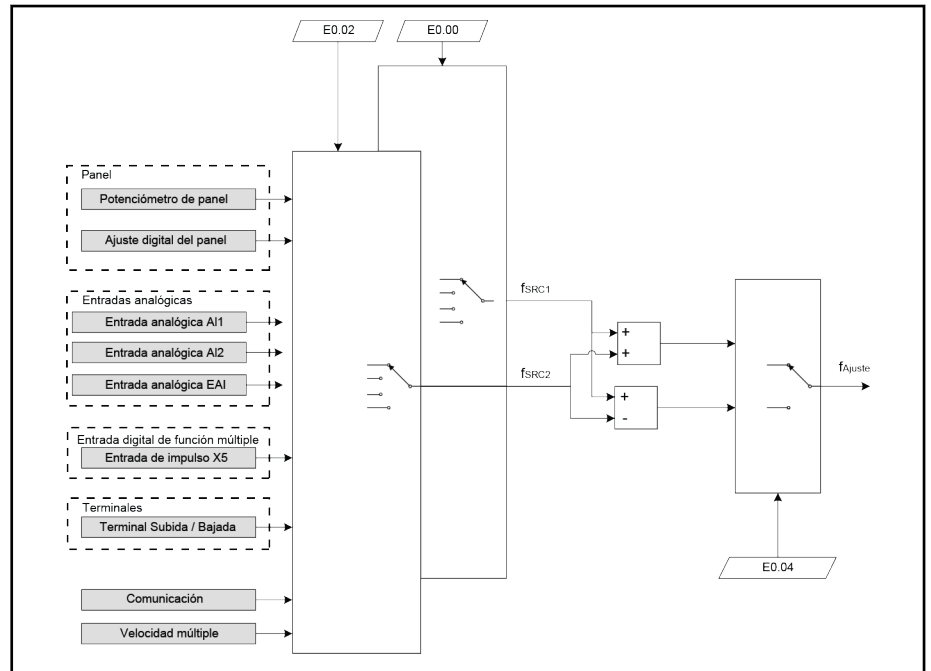 E0.02
E0.00
Panel
Potenciómetro de panel
Ajuste digital del panel
Entradas analógicas
Entrada analógica AI1
Entrada analógica AI2
Entrada analógica EAI
Entrada digital de función múltiple
Entrada de impulso X5
Terminales
Terminal Subida / Bajada
Comunicación
Velocidad múltiple
fSRC1
fSRC2
+
+
+
-
fAjuste
E0.04